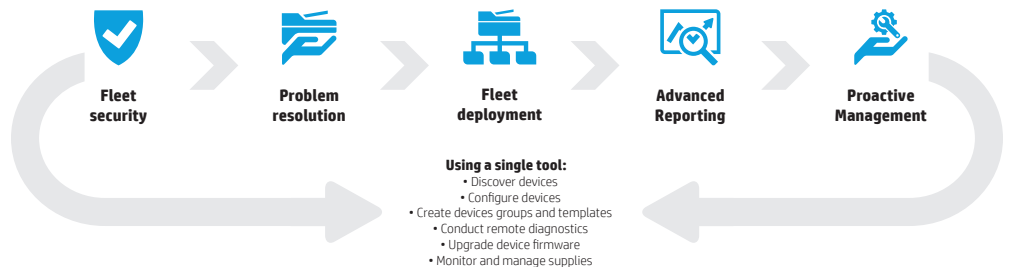 Fleet
security
Problem
resolution
Fleet
deployment
Advanced
Reporting
Proactive
Management
Using a single tool:
• Discover devices
• Configure devices
• Create devices groups and templates
• Conduct remote diagnostics
• Upgrade device firmware
• Monitor and manage supplies